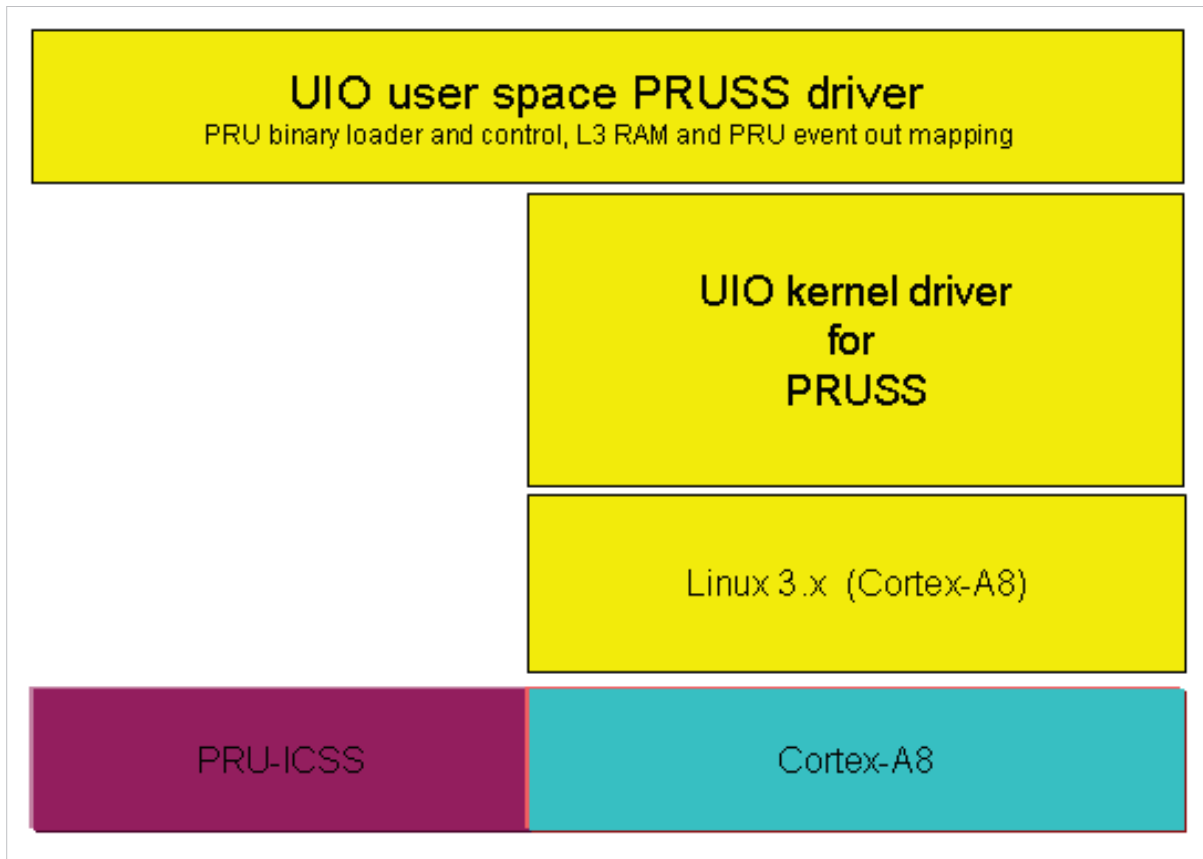 UIO user space PRUSS driver
PRU binary loader and control, L3 RAM and PRU event out mapping
UIO kernel driver
for
PRUSS
Linux 3.x (Cortex-A8)
PRU-ICSS
Cortex-A8